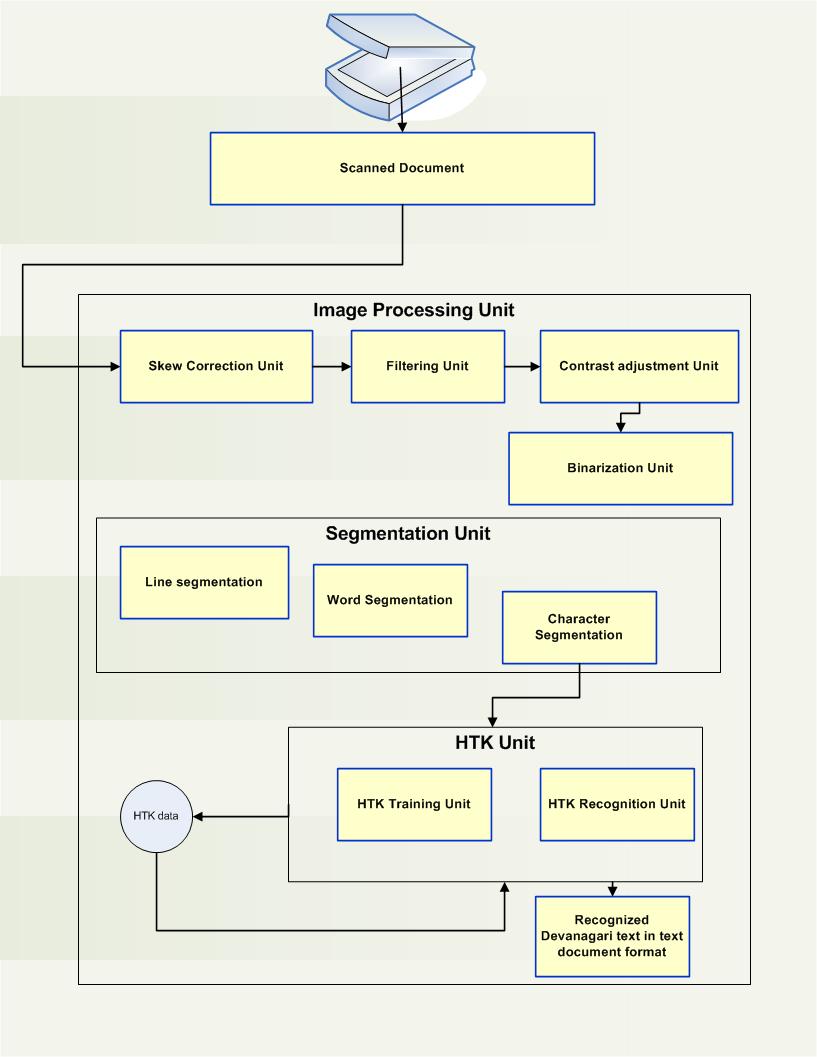 Scanned Document
Image Processing Unit
Skew Correction Unit
Filtering Unit
Contrast adjustment Unit
Binarization Unit
Segmentation Unit
Line segmentation
Word Segmentation
Character
Segmentation
HTK Unit
HTK Training Unit
HTK Recognition Unit
HTK data
Recognized
Devanagari text in text
document format